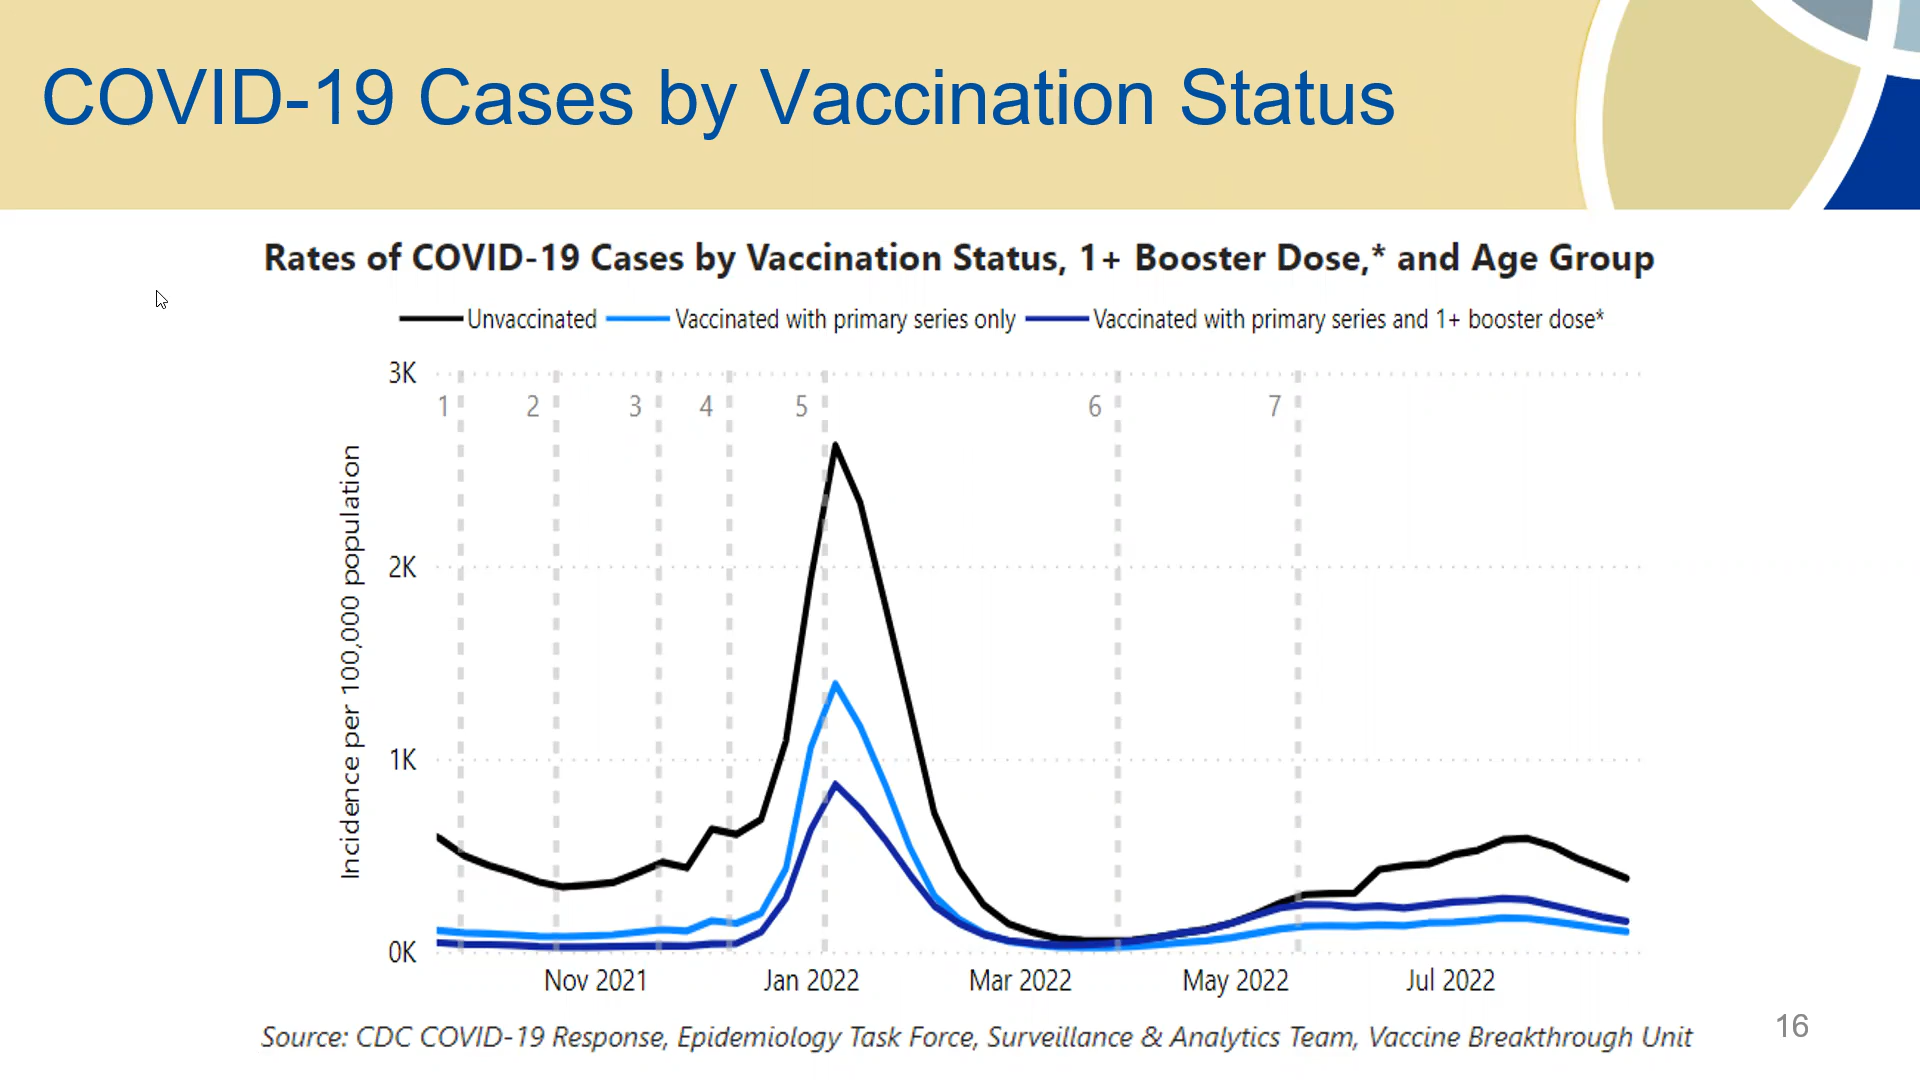 COVID-19 Cases by Vaccination Status
Rates of COVID-19 Cases by Vaccination Status, 1+ Booster Dose,* and Age Group
Unvaccinated Vaccinated with primary series only Vaccinated with primary series and 1+ booster dose*
3K
1 2 3 4 5 6 7
2K
1K
0K
Incidence per 100,000 population
Nov 2021 Jan 2022 Mar 2022 May 2022 Jul 2022
Source: CDC COVID-19 Response, Epidemiology Task Force, Surveillance & Analytics Team, Vaccine Breakthrough Unit
16